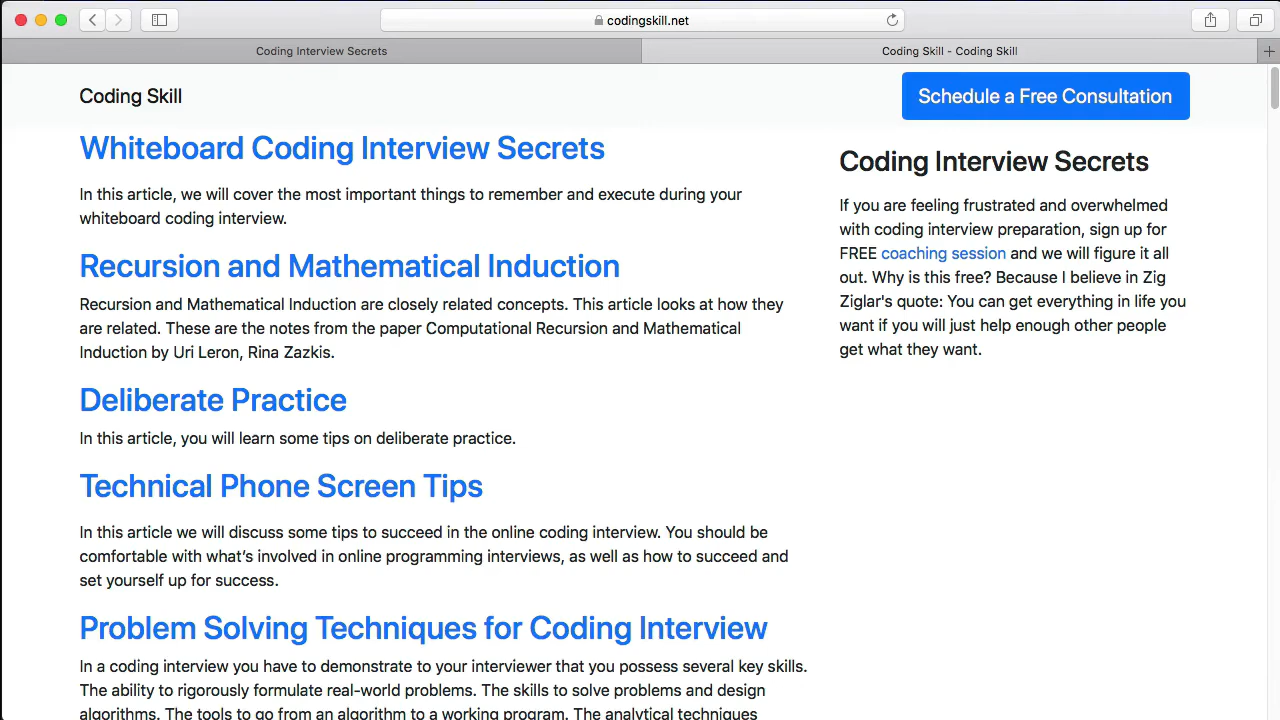 codingskill.net
Coding Interview Secrets
Coding Skill - Coding Skill
Coding Skill
Schedule a Free Consultation
Whiteboard Coding Interview Secrets
In this article, we will cover the most important things to remember and execute during your
whiteboard coding interview.
Recursion and Mathematical Induction
Recursion and Mathematical Induction are closely related concepts. This article looks at how they
are related. These are the notes from the paper Computational Recursion and Mathematical
Induction by Uri Leron, Rina Zazkis.
Deliberate Practice
In this article, you will learn some tips on deliberate practice.
Technical Phone Screen Tips
In this article we will discuss some tips to succeed in the online coding interview. You should be
comfortable with what’s involved in online programming interviews, as well as how to succeed and
set yourself up for success.
Problem Solving Techniques for Coding Interview
In a coding interview you have to demonstrate to your interviewer that you possess several key skills.
The ability to rigorously formulate real-world problems. The skills to solve problems and design
algorithms. The tools to go from an algorithm to a working program. The analytical techniques
Coding Interview Secrets
If you are feeling frustrated and overwhelmed
with coding interview preparation, sign up for
FREE coaching session and we will figure it all
out. Why is this free? Because I believe in Zig
Ziglar's quote: You can get everything in life you
want if you will just help enough other people
get what they want.